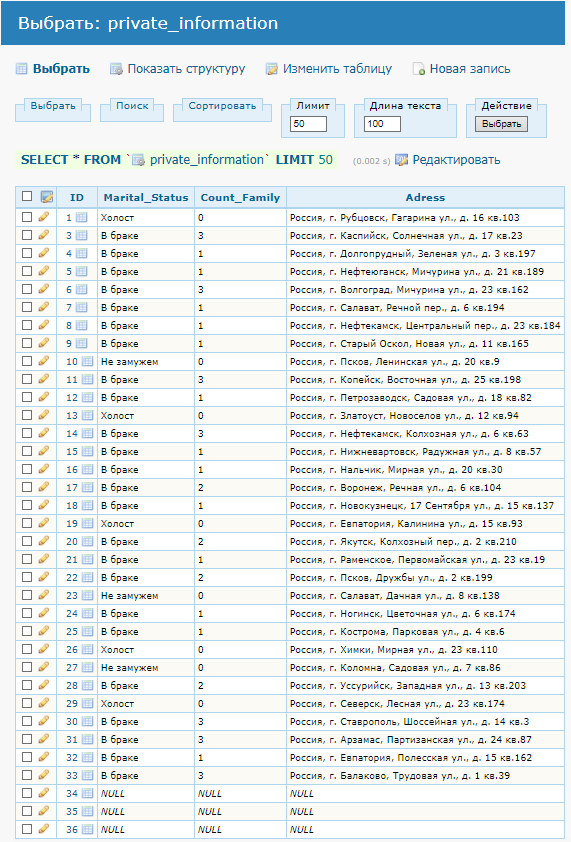 Выбрать: private_information
Выбрать Показать структуру Изменить таблицу Новая запись
Выбрать Поиск Сортировать Лимит Длина текста Действие
50 100 Выбрать
SELECT * FROM `private_information` LIMIT 50 (0.002 s) Редактировать
ID Marital_Status Count_Family Adress
1 Холост 0 Россия, г. Рубцовск, Гагарина ул., д. 16 кв.103
3 В браке 3 Россия, г. Каспийск, Солнечная ул., д. 17 кв.23
4 В браке 1 Россия, г. Долгопрудный, Зеленая ул., д. 3 кв.197
5 В браке 1 Россия, г. Нефтеюганск, Мичурина ул., д. 21 кв.189
6 В браке 3 Россия, г. Волгоград, Мичурина ул., д. 23 кв.162
7 В браке 1 Россия, г. Салават, Речной пер., д. 6 кв.194
8 В браке 1 Россия, г. Нефтекамск, Центральный пер., д. 23 кв.184
9 В браке 1 Россия, г. Старый Оскол, Новая ул., д. 11 кв.165
10 Не замужем 0 Россия, г. Псков, Ленинская ул., д. 20 кв.9
11 В браке 3 Россия, г. Копейск, Восточная ул., д. 25 кв.198
12 В браке 1 Россия, г. Петрозаводск, Садовая ул., д. 18 кв.82
13 Холост 0 Россия, г. Златоуст, Новоселов ул., д. 12 кв.94
14 В браке 3 Россия, г. Нефтекамск, Колхозная ул., д. 6 кв.63
15 В браке 1 Россия, г. Нижневартовск, Радужная ул., д. 8 кв.57
16 В браке 1 Россия, г. Нальчик, Мирная ул., д. 20 кв.30
17 В браке 2 Россия, г. Воронеж, Речная ул., д. 6 кв.104
18 В браке 1 Россия, г. Новокузнецк, 17 Сентября ул., д. 15 кв.137
19 Холост 0 Россия, г. Евпатория, Калинина ул., д. 15 кв.93
20 В браке 2 Россия, г. Якутск, Колхозный пер., д. 2 кв.210
21 В браке 1 Россия, г. Раменское, Первомайская ул., д. 23 кв.19
22 В браке 2 Россия, г. Псков, Дружбы ул., д. 2 кв.199
23 Не замужем 0 Россия, г. Салават, Дачная ул., д. 8 кв.138
24 В браке 1 Россия, г. Ногинск, Цветочная ул., д. 6 кв.174
25 В браке 1 Россия, г. Кострома, Парковая ул., д. 4 кв.6
26 Холост 0 Россия, г. Химки, Мирная ул., д. 23 кв.110
27 Не замужем 0 Россия, г. Коломна, Садовая ул., д. 7 кв.86
28 В браке 2 Россия, г. Уссурийск, Западная ул., д. 13 кв.203
29 Холост 0 Россия, г. Северск, Лесная ул., д. 23 кв.174
30 В браке 3 Россия, г. Ставрополь, Шоссейная ул., д. 14 кв.3
31 В браке 3 Россия, г. Арзамас, Партизанская ул., д. 24 кв.87
32 В браке 1 Россия, г. Евпатория, Полесская ул., д. 15 кв.162
33 В браке 3 Россия, г. Балаково, Трудовая ул., д. 1 кв.39
34 NULL NULL NULL
35 NULL NULL NULL
36 NULL NULL NULL